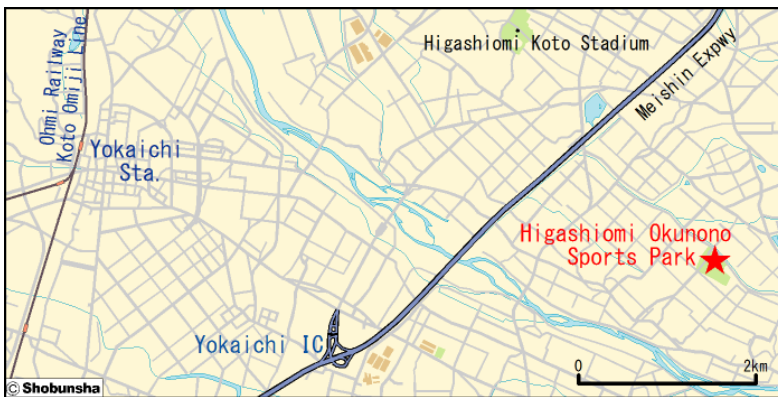 Higashiomi Koto Stadium
Meishin Expwy
Ohmi Railway
Koto Omiji Line
Yokaichi
Sta.
Higashiomi Okunono
Sports Park
Yokaichi IC
0
2km
© Shobunsha